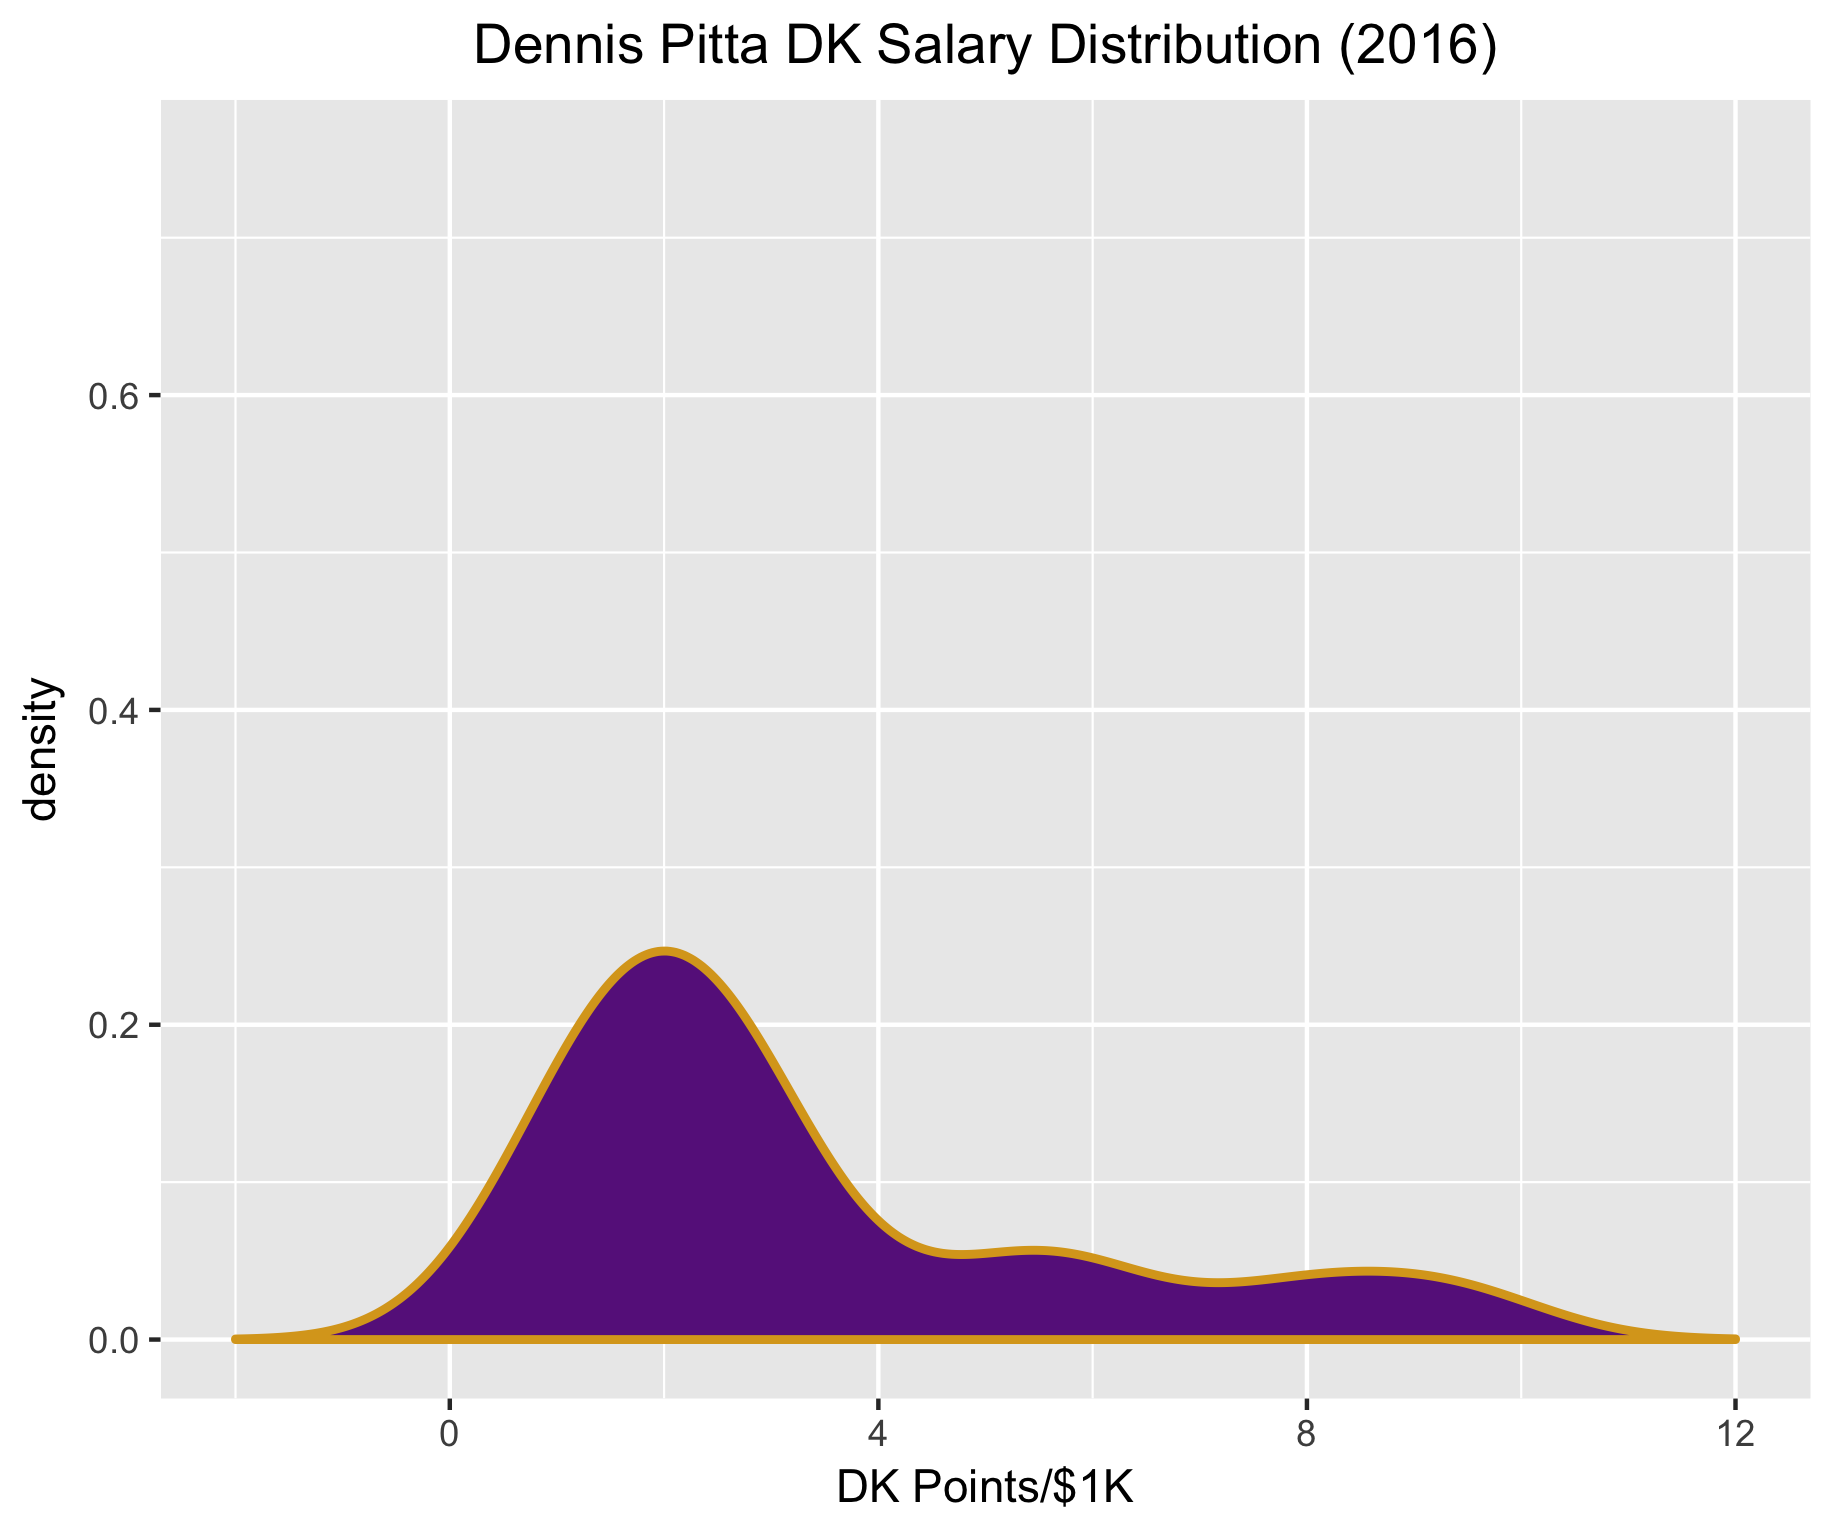 Dennis Pitta DK Salary Distribution (2016)
density
0.6
0.4
0.2
0.0
0 4 8 12
DK Points/$1K